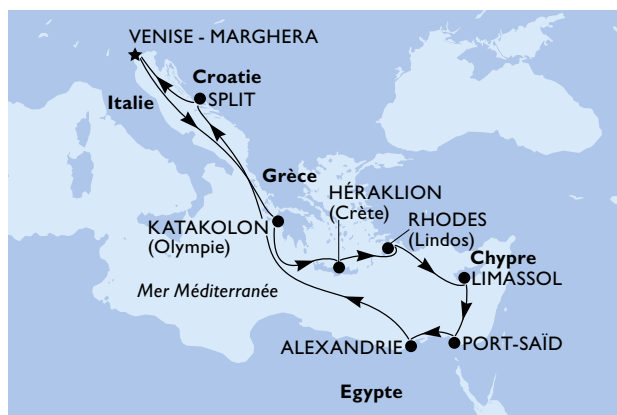 VENISE - MARGHERA
Croatie
SPLIT
Italie
Grèce
HÉRAKLION
(Crète)
RHODES
(Lindos)
KATAKOLON
(Olympie)
Chypre
LIMASSOL
Mer Méditerranée
ALEXANDRIE
PORT-SAÏD
Egypte